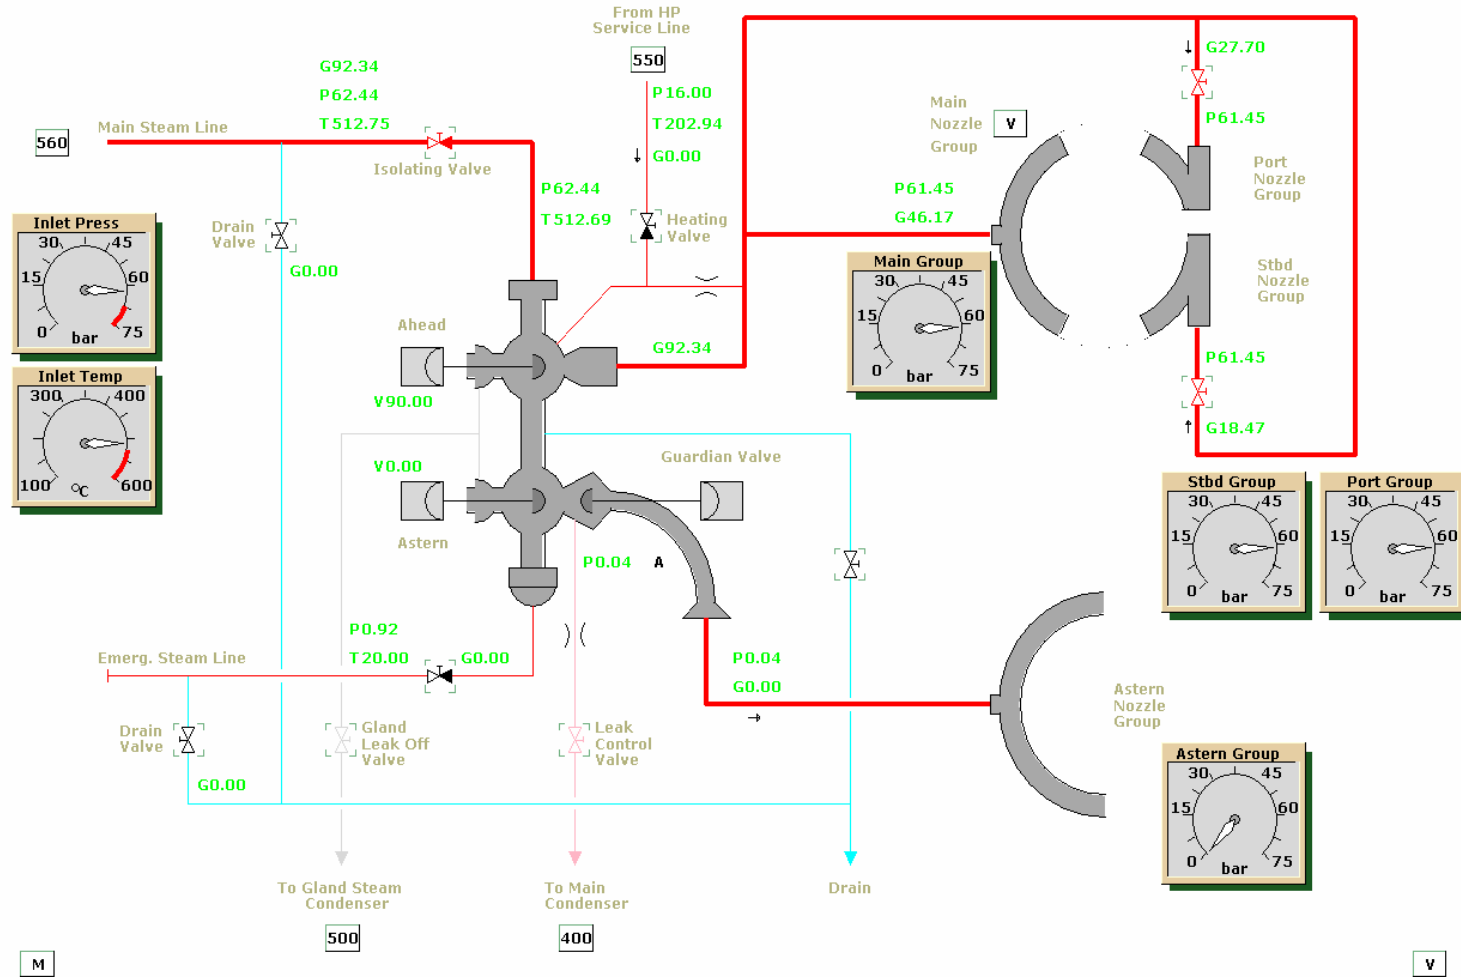 From HP
Service Line
550
G92.34
P62.44
T512.75
Main Steam Line
560
Isolating Valve
P16.00
T202.94
G0.00
Heating
Valve
P62.44
T512.69
Drain
Valve
G0.00
Main
Nozzle
Group
V
P61.45
G46.17
G27.70
P61.45
Port
Nozzle
Group
Stbd
Nozzle
Group
P61.45
G18.47
Inlet Press
30 45
15 60
0 75
bar
Inlet Temp
300 400
100 600
°C
Main Group
30 45
15 60
0 75
bar
Ahead
V90.00
G92.34
V0.00
Astern
Guardian Valve
P0.04 A
Stbd Group
30 45
15 60
0 75
bar
Port Group
30 45
15 60
0 75
bar
P0.92
T20.00
G0.00
Emerg. Steam Line
P0.04
G0.00
Astern
Nozzle
Group
Drain
Valve
G0.00
Gland
Leak Off
Valve
Leak
Control
Valve
Astern Group
30 45
15 60
0 75
bar
To Gland Steam
Condenser
500
To Main
Condenser
400
Drain
M
V